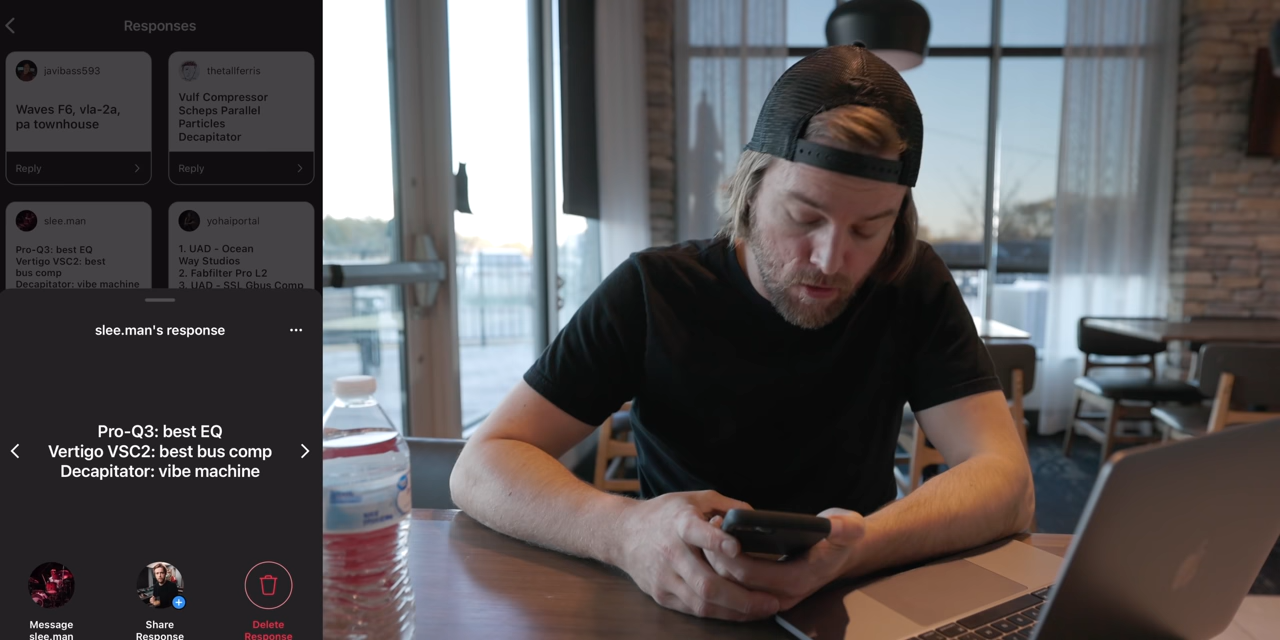 Responses
javibass593
Waves F6, vla-2a,
pa townhouse
Reply
thetallferris
Vulf Compressor
Scheps Parallel
Particles
Decapitator
Reply
slee.man
Pro-Q3: best EQ
Vertigo VSC2: best
bus comp
Decapitator: vibe machine
yohaiportal
1. UAD - Ocean
Way Studios
2. Fabfilter Pro L2
3. UAD - SSL Gbus Comp
slee.man's response
Pro-Q3: best EQ
Vertigo VSC2: best bus comp
Decapitator: vibe machine
Message
slee.man
Share
Response
Delete
Response